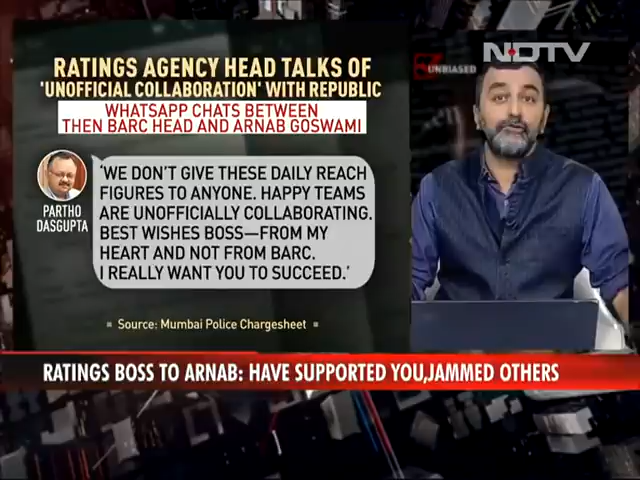 RATINGS AGENCY HEAD TALKS OF
'UNOFFICIAL COLLABORATION' WITH REPUBLIC
WHATSAPP CHATS BETWEEN
THEN BARC HEAD AND ARNAB GOSWAMI
PARTHO
DASGUPTA
'WE DON'T GIVE THESE DAILY REACH
FIGURES TO ANYONE. HAPPY TEAMS
ARE UNOFFICIALLY COLLABORATING.
BEST WISHES BOSS—FROM MY
HEART AND NOT FROM BARC.
I REALLY WANT YOU TO SUCCEED.'
Source: Mumbai Police Chargesheet
NDTV
UNBIASED
RATINGS BOSS TO ARNAB: HAVE SUPPORTED YOU,JAMMED OTHERS